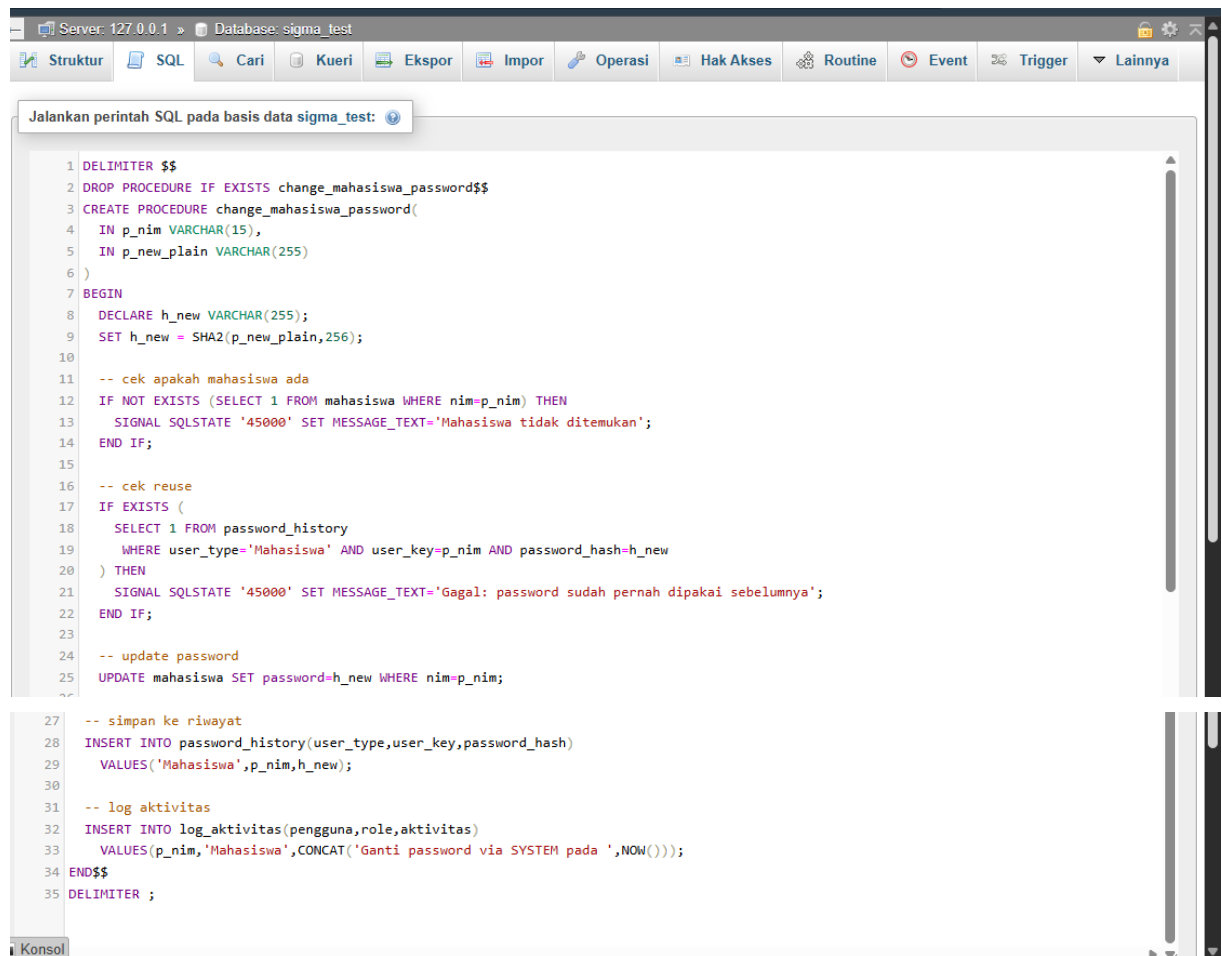 Server: 127.0.0.1 » Database: sigma_test
Struktur SQL Cari Kueri Ekspor Impor Operasi Hak Akses Routine Event Trigger Lainnya
Jalankan perintah SQL pada basis data sigma_test:
1 DELIMITER $$
2 DROP PROCEDURE IF EXISTS change_mahasiswa_password$$
3 CREATE PROCEDURE change_mahasiswa_password(
4 IN p_nim VARCHAR(15),
5 IN p_new_plain VARCHAR(255)
6 )
7 BEGIN
8 DECLARE h_new VARCHAR(255);
9 SET h_new = SHA2(p_new_plain,256);
10
11 -- cek apakah mahasiswa ada
12 IF NOT EXISTS (SELECT 1 FROM mahasiswa WHERE nim=p_nim) THEN
13 SIGNAL SQLSTATE '45000' SET MESSAGE_TEXT='Mahasiswa tidak ditemukan';
14 END IF;
15
16 -- cek reuse
17 IF EXISTS (
18 SELECT 1 FROM password_history
19 WHERE user_type='Mahasiswa' AND user_key=p_nim AND password_hash=h_new
20 ) THEN
21 SIGNAL SQLSTATE '45000' SET MESSAGE_TEXT='Gagal: password sudah pernah dipakai sebelumnya';
22 END IF;
23
24 -- update password
25 UPDATE mahasiswa SET password=h_new WHERE nim=p_nim;
27 -- simpan ke riwayat
28 INSERT INTO password_history(user_type,user_key,password_hash)
29 VALUES('Mahasiswa',p_nim,h_new);
30
31 -- log aktivitas
32 INSERT INTO log_aktivitas(pengguna,role,aktivitas)
33 VALUES(p_nim,'Mahasiswa',CONCAT('Ganti password via SYSTEM pada ',NOW()));
34 END$$
35 DELIMITER ;
Konsol